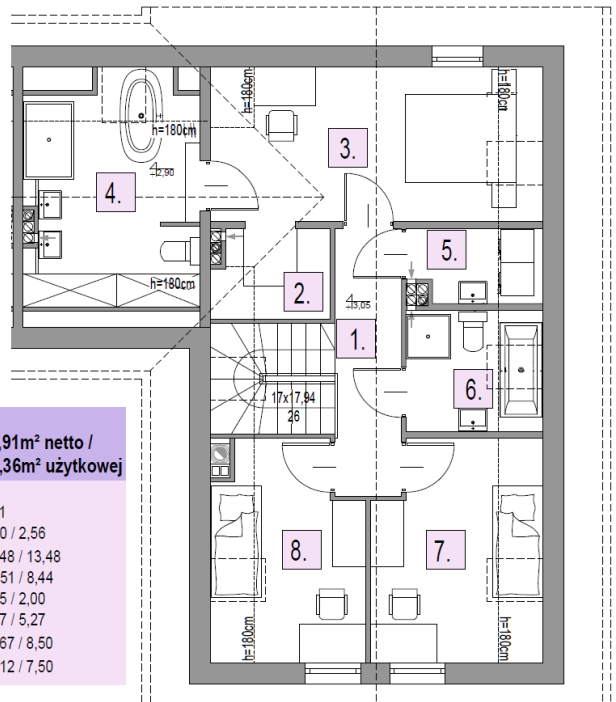 h=180cm
h=180cm
h=180cm
3.
4.
2,90
5.
h=180cm
2.
3,05
1.
6.
17x17,94
26
,91m² netto /
,36m² użytkowej
1
0 / 2,56
48 / 13,48
51 / 8,44
5 / 2,00
7 / 5,27
67 / 8,50
12 / 7,50
8.
7.
h=180cm
h=180cm